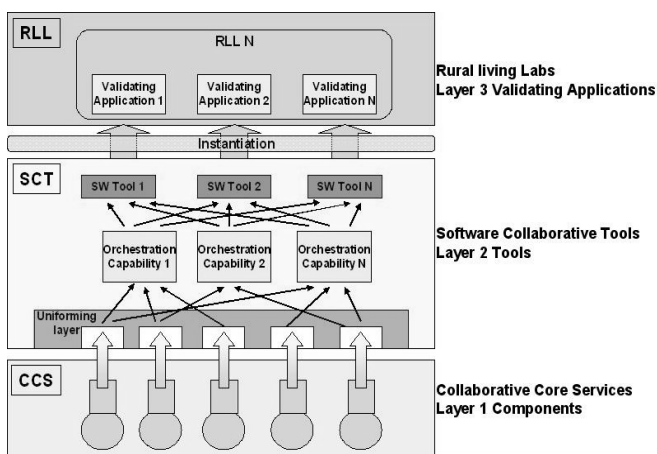 RLL
RLL N
Validating
Application 1
Validating
Application 2
Validating
Application N
Rural living Labs
Layer 3 Validating Applications
Instantiation
SCT
SW Tool 1
SW Tool 2
SW Tool N
Orchestration
Capability 1
Orchestration
Capability 2
Orchestration
Capability N
Software Collaborative Tools
Layer 2 Tools
Uniforming
layer
CCS
Collaborative Core Services
Layer 1 Components